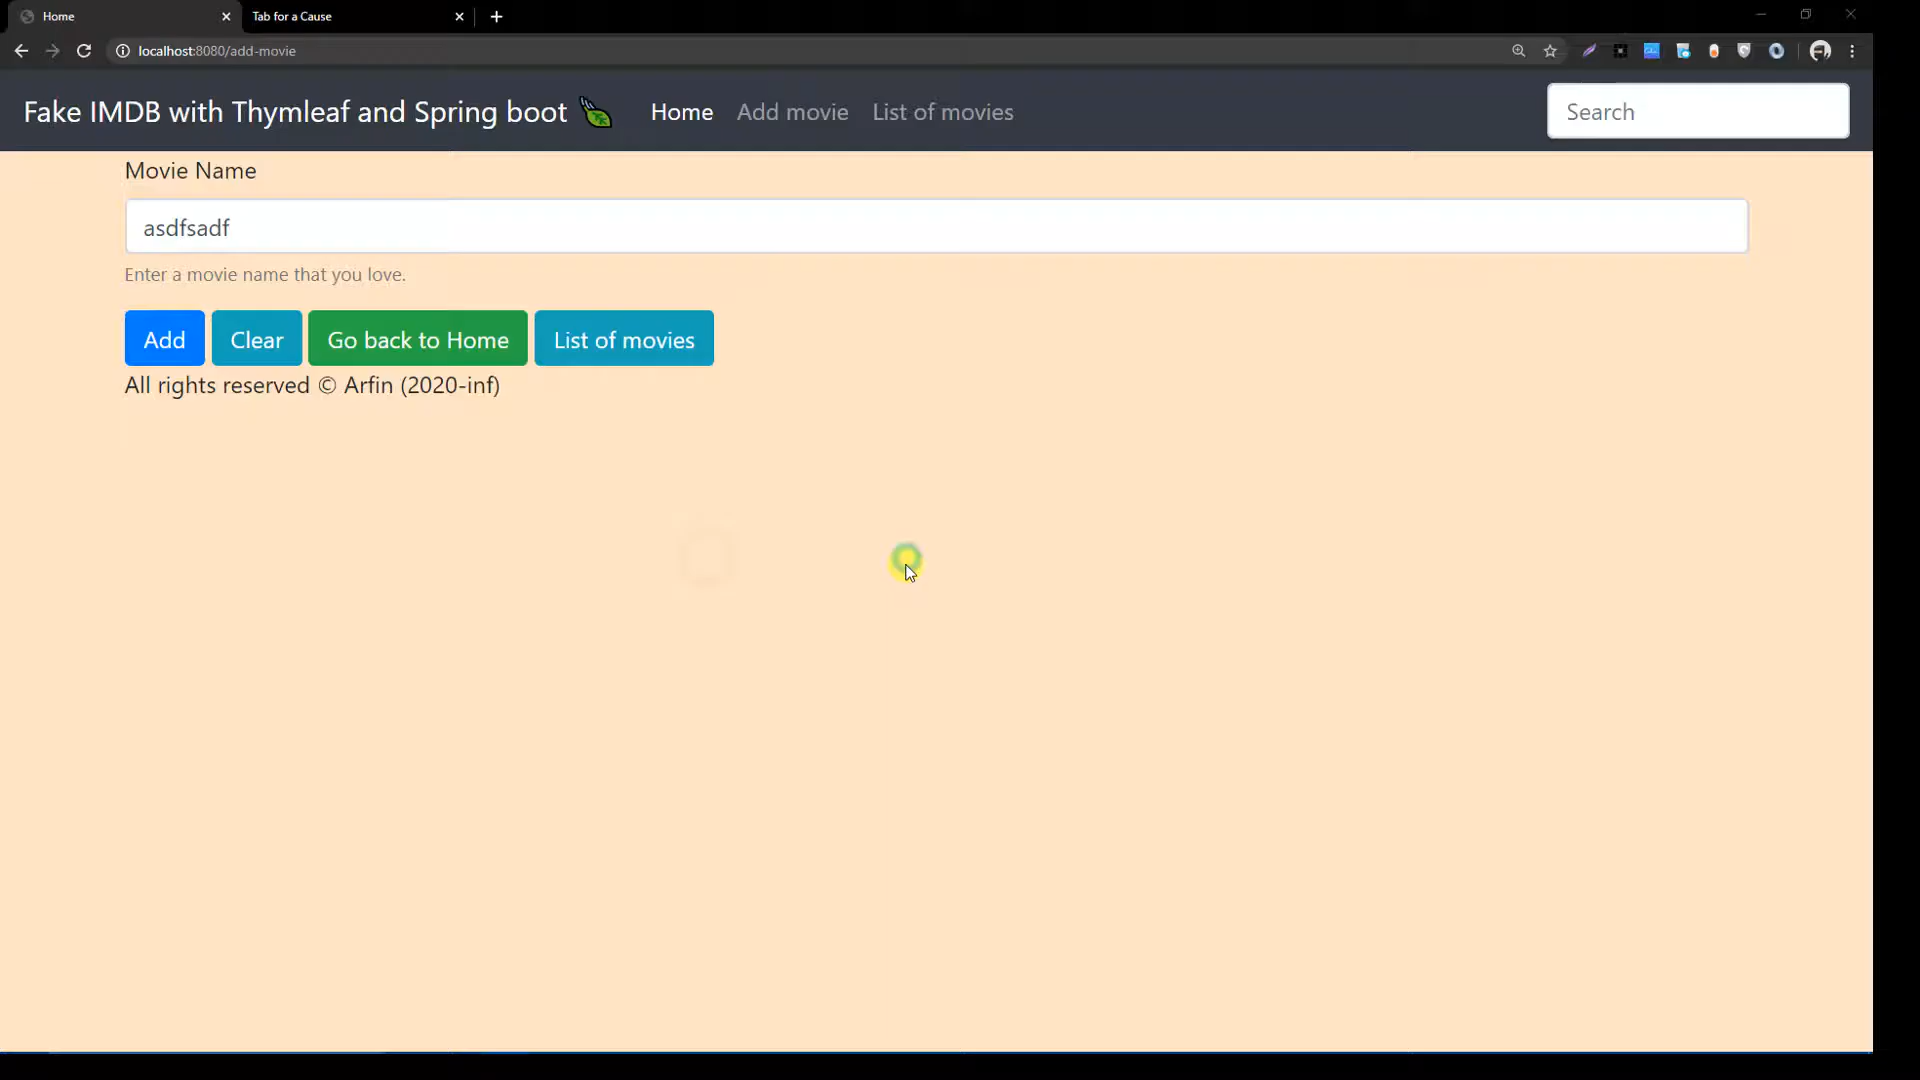 Home
Tab for a Cause
localhost:8080/add-movie
Fake IMDB with Thymleaf and Spring boot
Home
Add movie
List of movies
Search
Movie Name
asdfsadf
Enter a movie name that you love.
Add
Clear
Go back to Home
List of movies
All rights reserved © Arfin (2020-inf)